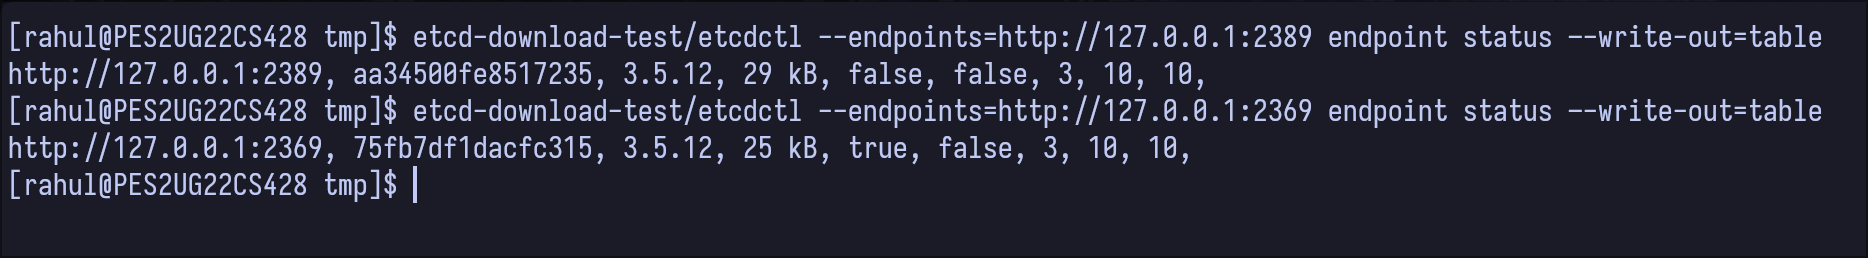 [rahul@PES2UG22CS428 tmp]$ etcd-download-test/etcdctl --endpoints=http://127.0.0.1:2389 endpoint status --write-out=table
http://127.0.0.1:2389, aa34500fe8517235, 3.5.12, 29 kB, false, false, 3, 10, 10,
[rahul@PES2UG22CS428 tmp]$ etcd-download-test/etcdctl --endpoints=http://127.0.0.1:2369 endpoint status --write-out=table
http://127.0.0.1:2369, 75fb7df1dacfc315, 3.5.12, 25 kB, true, false, 3, 10, 10,
[rahul@PES2UG22CS428 tmp]$